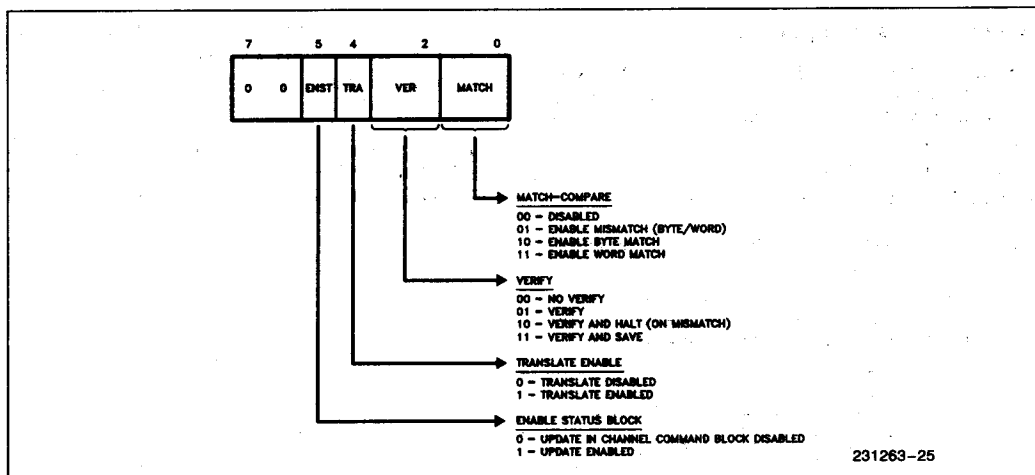 7 5 4 2 0
0 0 ENST TRA VER MATCH
MATCH-COMPARE
00 - DISABLED
01 - ENABLE MISMATCH (BYTE/WORD)
10 - ENABLE BYTE MATCH
11 - ENABLE WORD MATCH
VERIFY
00 - NO VERIFY
01 - VERIFY
10 - VERIFY AND HALT (ON MISMATCH)
11 - VERIFY AND SAVE
TRANSLATE ENABLE
0 - TRANSLATE DISABLED
1 - TRANSLATE ENABLED
ENABLE STATUS BLOCK
0 - UPDATE IN CHANNEL COMMAND BLOCK DISABLED
1 - UPDATE ENABLED
231263-25